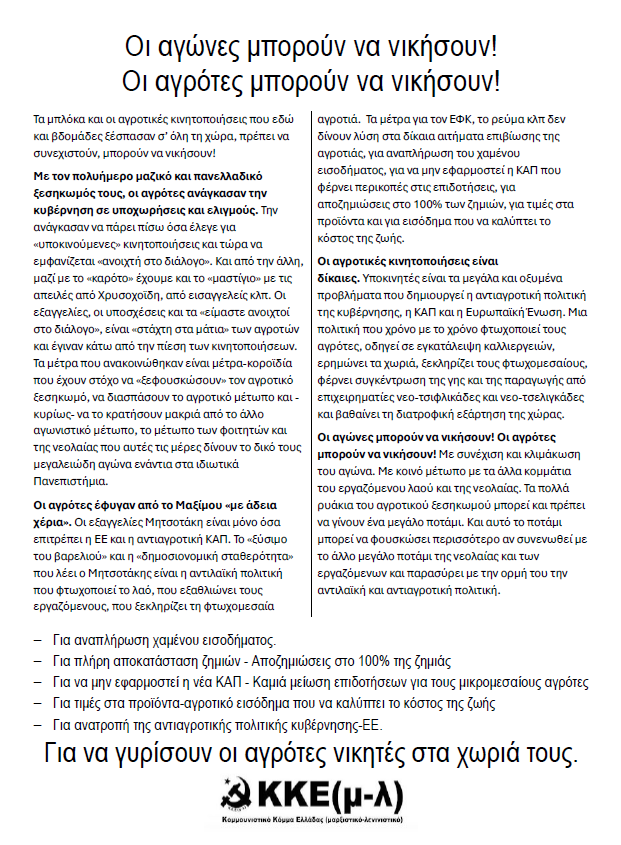 Οι αγώνες μπορούν να νικήσουν!
Οι αγρότες μπορούν να νικήσουν!
Τα μπλόκα και οι αγροτικές κινητοποιήσεις που εδώ
και βδομάδες ξέσπασαν σ’ όλη τη χώρα, πρέπει να
συνεχιστούν, μπορούν να νικήσουν!
Με τον πολυήμερο μαζικό και πανελλαδικό
ξεσηκωμός τους, οι αγρότες ανάγκασαν την
κυβέρνηση σε υποχωρήσεις και ελιγμούς. Την
ανάγκασαν να πάρει πίσω όσα έλεγε για
«υποκινούμενες» κινητοποιήσεις και τώρα να
εμφανίζεται «ανοιχτή στο διάλογο». Και από την άλλη,
μαζί με το «καρότο» έχουμε και το «μαστίγιο» με τις
απειλές από Χρυσοχοΐδη, από εισαγγελείς κλπ. Οι
εξαγγελίες, οι υποσχέσεις και τα «είμαστε ανοιχτοί
στο διάλογο», είναι «στάχτη στα μάτια» των αγροτών
και έγιναν κάτω από την πίεση των κινητοποιήσεων.
Τα μέτρα που ανακοινώθηκαν είναι μέτρα-κοροϊδία
που έχουν στόχο να «ξεφουσκώσουν» τον αγροτικό
ξεσηκωμό, να διασπάσουν το αγροτικό μέτωπο και -
κυρίως- να το κρατήσουν μακριά από το άλλο
αγωνιστικό μέτωπο, το μέτωπο των φοιτητών και
της νεολαίας που αυτές τις μέρες δίνουν το δικό τους
μεγαλειώδη αγώνα ενάντια στα ιδιωτικά
Πανεπιστήμια.
Οι αγρότες έφυγαν από το Μαξίμου «με άδεια
χέρια». Οι εξαγγελίες Μητσοτάκη είναι μόνο όσα
επιτρέπει η ΕΕ και η αντιαγροτική ΚΑΠ. Το «ξύσιμο
του βαρελιού» και η «δημοσιονομική σταθερότητα»
που λέει ο Μητσοτάκης είναι η αντιλαϊκή πολιτική
που φτωχοποιεί το λαό, που εξαθλιώνει τους
εργαζόμενους, που ξεκληρίζει τη φτωχομεσαία
αγροτιά. Τα μέτρα για τον ΕΦΚ, το ρεύμα κλπ δεν
δίνουν λύση στα δίκαια αιτήματα επιβίωσης της
αγροτιάς, για αναπλήρωση του χαμένου
εισοδήματος, για να μην εφαρμοστεί η ΚΑΠ που
φέρνει περικοπές στις επιδοτήσεις, για
αποζημιώσεις στο 100% των ζημιών, για τιμές στα
προϊόντα και για εισόδημα που να καλύπτει το
κόστος της ζωής.
Οι αγροτικές κινητοποιήσεις είναι
δίκαιες. Υποκινητές είναι τα μεγάλα και οξυμένα
προβλήματα που δημιουργεί η αντιαγροτική πολιτική
της κυβέρνησης, η ΚΑΠ και η Ευρωπαϊκή Ένωση. Μια
πολιτική που χρόνο με το χρόνο φτωχοποιεί τους
αγρότες, οδηγεί σε εγκατάλειψη καλλιεργειών,
ερημώνει τα χωριά, ξεκληρίζει τους φτωχομεσαίους,
φέρνει συγκέντρωση της γης και της παραγωγής από
επιχειρηματίες νεο-τσιφλικάδες και νεο-τσελιγκάδες
και βαθαίνει τη διατροφική εξάρτηση της χώρας.
Οι αγώνες μπορούν να νικήσουν! Οι αγρότες
μπορούν να νικήσουν! Με συνέχιση και κλιμάκωση
του αγώνα. Με κοινό μέτωπο με τα άλλα κομμάτια
του εργαζόμενου λαού και της νεολαίας. Τα πολλά
ρυάκια του αγροτικού ξεσηκωμού μπορεί και πρέπει
να γίνουν ένα μεγάλο ποτάμι. Και αυτό το ποτάμι
μπορεί να φουσκώσει περισσότερο αν συνενωθεί με
το άλλο μεγάλο ποτάμι της νεολαίας και των
εργαζομένων και παρασύρει με την ορμή του την
αντιλαϊκή και αντιαγροτική πολιτική.
– Για αναπλήρωση χαμένου εισοδήματος.
– Για πλήρη αποκατάσταση ζημιών - Αποζημιώσεις στο 100% της ζημιάς
– Για να μην εφαρμοστεί η νέα ΚΑΠ - Καμιά μείωση επιδοτήσεων για τους μικρομεσαίους αγρότες
– Για τιμές στα προϊόντα-αγροτικό εισόδημα που να καλύπτει το κόστος της ζωής
– Για ανατροπή της αντιαγροτικής πολιτικής κυβέρνησης-ΕΕ.
Για να γυρίσουν οι αγρότες νικητές στα χωριά τους.
ΚΚΕ(μ-λ)
Κομμουνιστικό Κόμμα Ελλάδας (μαρξιστικό-λενινιστικό)